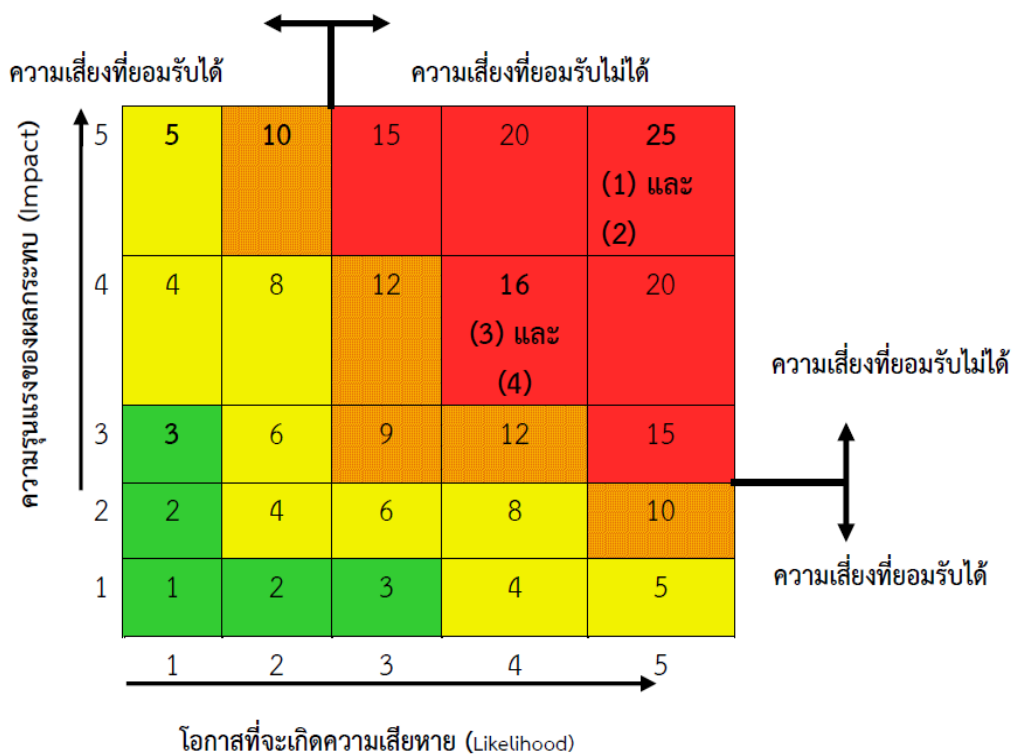 ความเสี่ยงที่ยอมรับได้
ความเสี่ยงที่ยอมรับไม่ได้
ความรุนแรงของผลกระทบ (Impact)
5 5 10 15 20 25
(1) และ
(2)
4 4 8 12 16 20
(3) และ
(4)
ความเสี่ยงที่ยอมรับไม่ได้
3 3 6 9 12 15
2 2 4 6 8 10
ความเสี่ยงที่ยอมรับได้
1 1 2 3 4 5
1 2 3 4 5
โอกาสที่จะเกิดความเสียหาย (Likelihood)